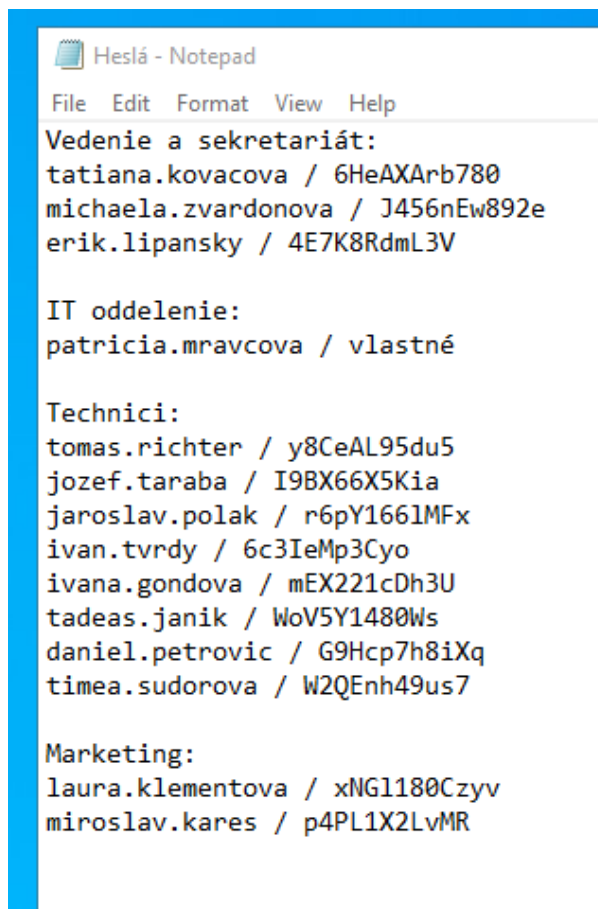 Heslá - Notepad
File Edit Format View Help
Vedenie a sekretariát:
tatiana.kovacova / 6HeAXArb780
michaela.zvardonova / J456nEw892e
erik.lipansky / 4E7K8RdmL3V
IT oddelenie:
patricia.mravcova / vlastné
Technici:
tomas.richter / y8CeAL95du5
jozef.taraba / I9BX66X5Kia
jaroslav.polak / r6pY166lMFx
ivan.tvrdy / 6c3IeMp3Cyo
ivana.gondova / mEX221cDh3U
tadeas.janik / WoV5Y1480Ws
daniel.petrovic / G9Hcp7h8iXq
timea.sudorova / W2QEnh49us7
Marketing:
laura.klementova / xNGl180Czyv
miroslav.kares / p4PL1X2LvMR